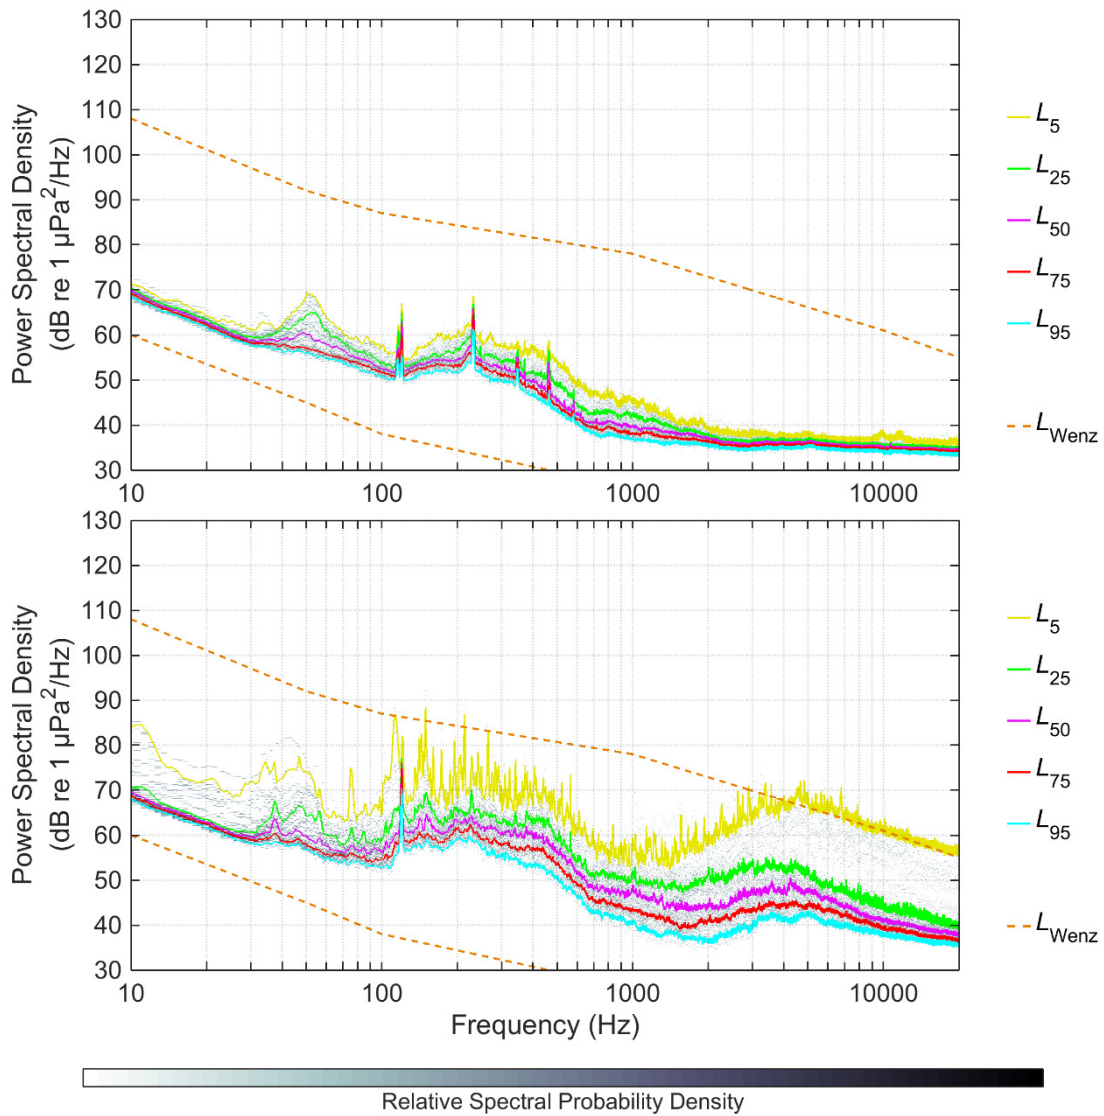 130
120
110
100
90
80
70
60
50
40
30
Power Spectral Density
(dB re 1 µPa²/Hz)
10 100 1000 10000
L₅
L₂₅
L₅₀
L₇₅
L₉₅
L_Wenz
130
120
110
100
90
80
70
60
50
40
30
Power Spectral Density
(dB re 1 µPa²/Hz)
10 100 1000 10000
Frequency (Hz)
L₅
L₂₅
L₅₀
L₇₅
L₉₅
L_Wenz
Relative Spectral Probability Density